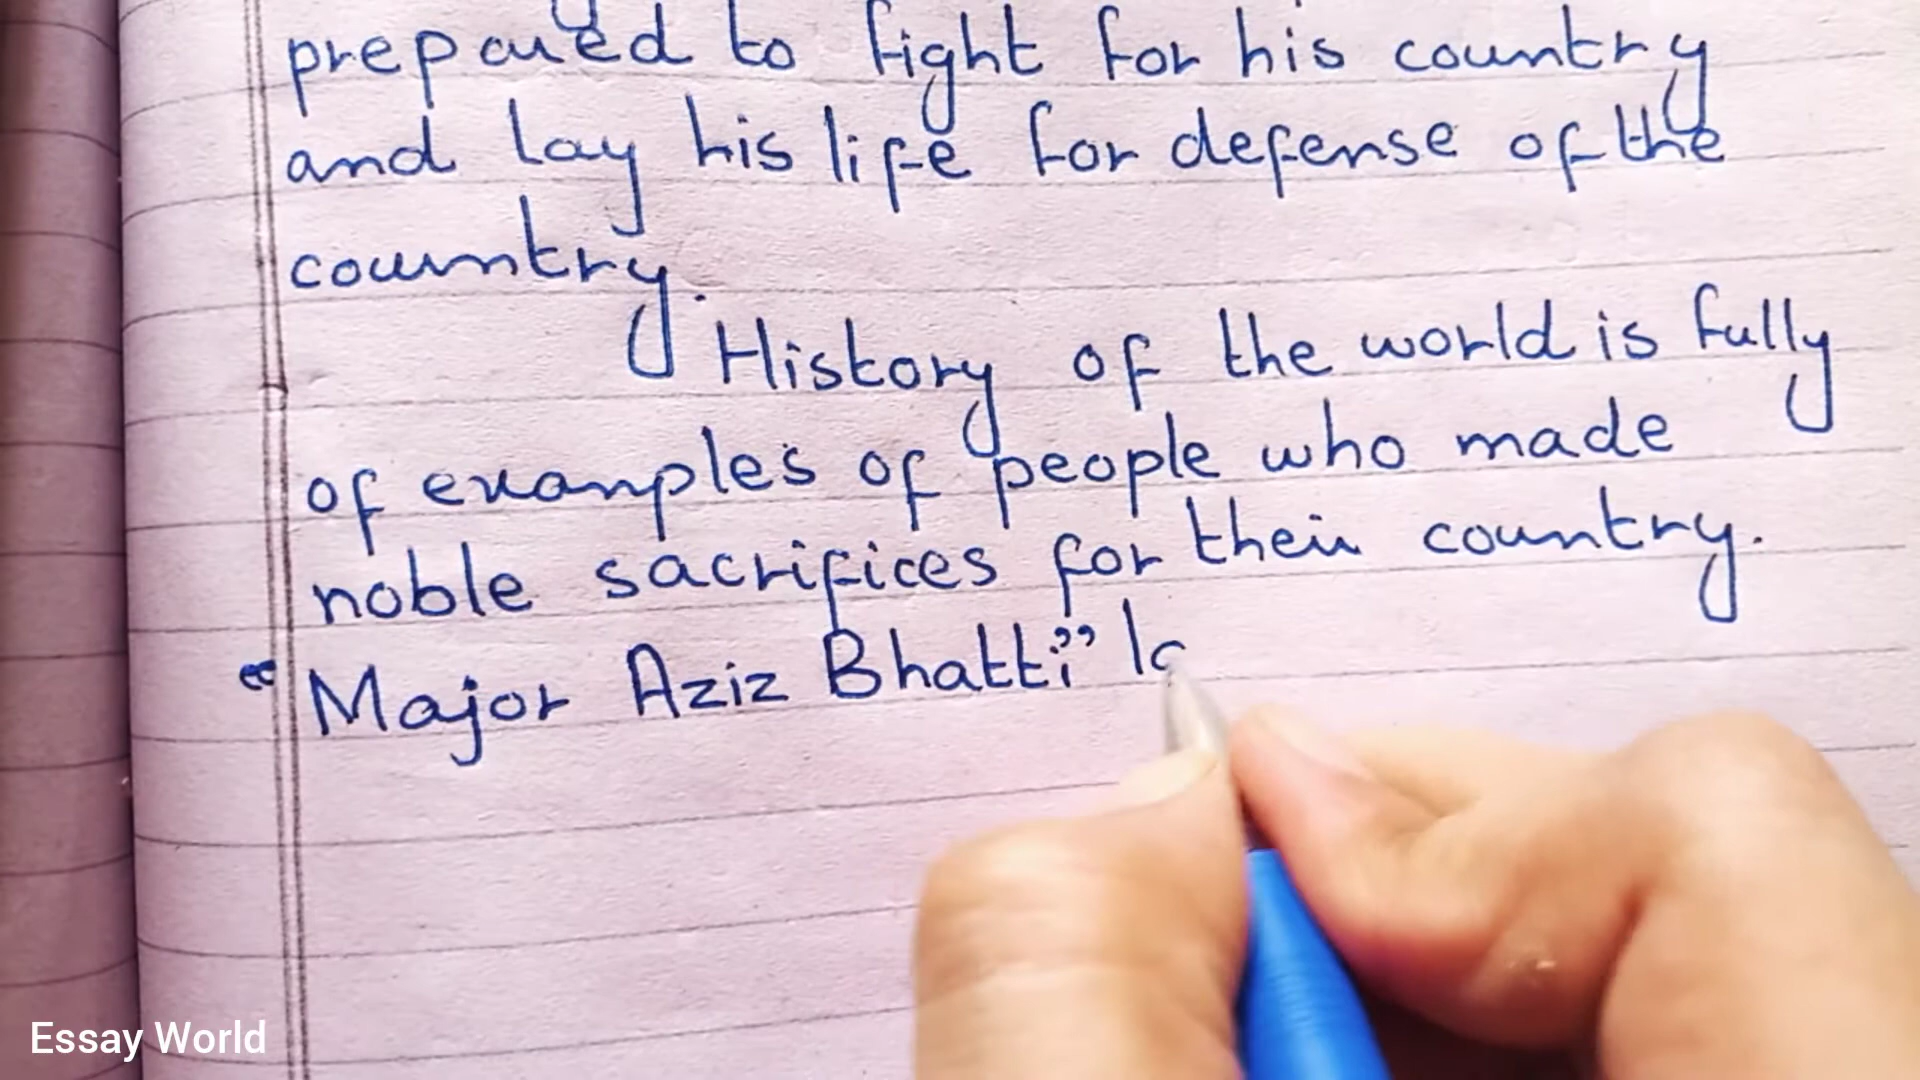 prepared to fight for his country
and lay his life for defense of the
country.
History of the world is fully
of examples of people who made
noble sacrifices for their country.
"Major Aziz Bhatti" la
Essay World